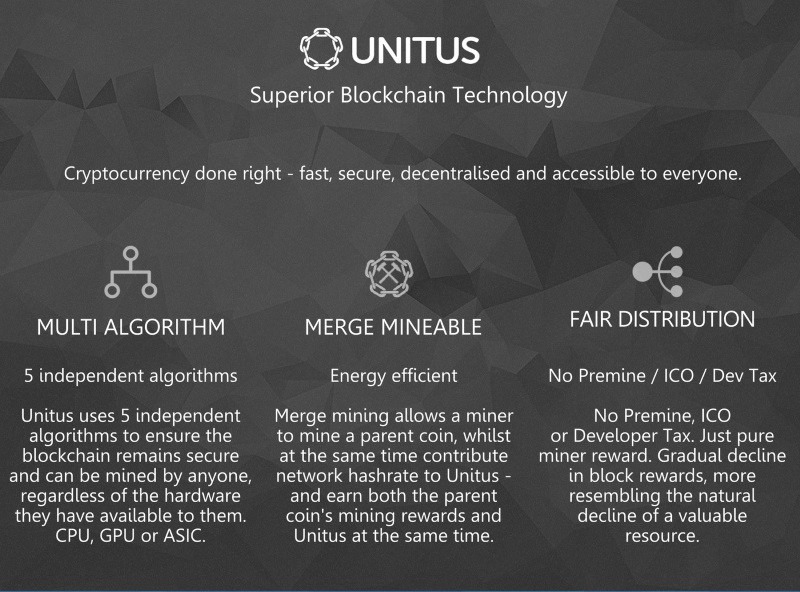 UNITUS
Superior Blockchain Technology
Cryptocurrency done right - fast, secure, decentralised and accessible to everyone.
MULTI ALGORITHM
5 independent algorithms
Unitus uses 5 independent
algorithms to ensure the
blockchain remains secure
and can be mined by anyone,
regardless of the hardware
they have available to them.
CPU, GPU or ASIC.
MERGE MINEABLE
Energy efficient
Merge mining allows a miner
to mine a parent coin, whilst
at the same time contribute
network hashrate to Unitus -
and earn both the parent
coin's mining rewards and
Unitus at the same time.
FAIR DISTRIBUTION
No Premine / ICO / Dev Tax
No Premine, ICO
or Developer Tax. Just pure
miner reward. Gradual decline
in block rewards, more
resembling the natural
decline of a valuable
resource.